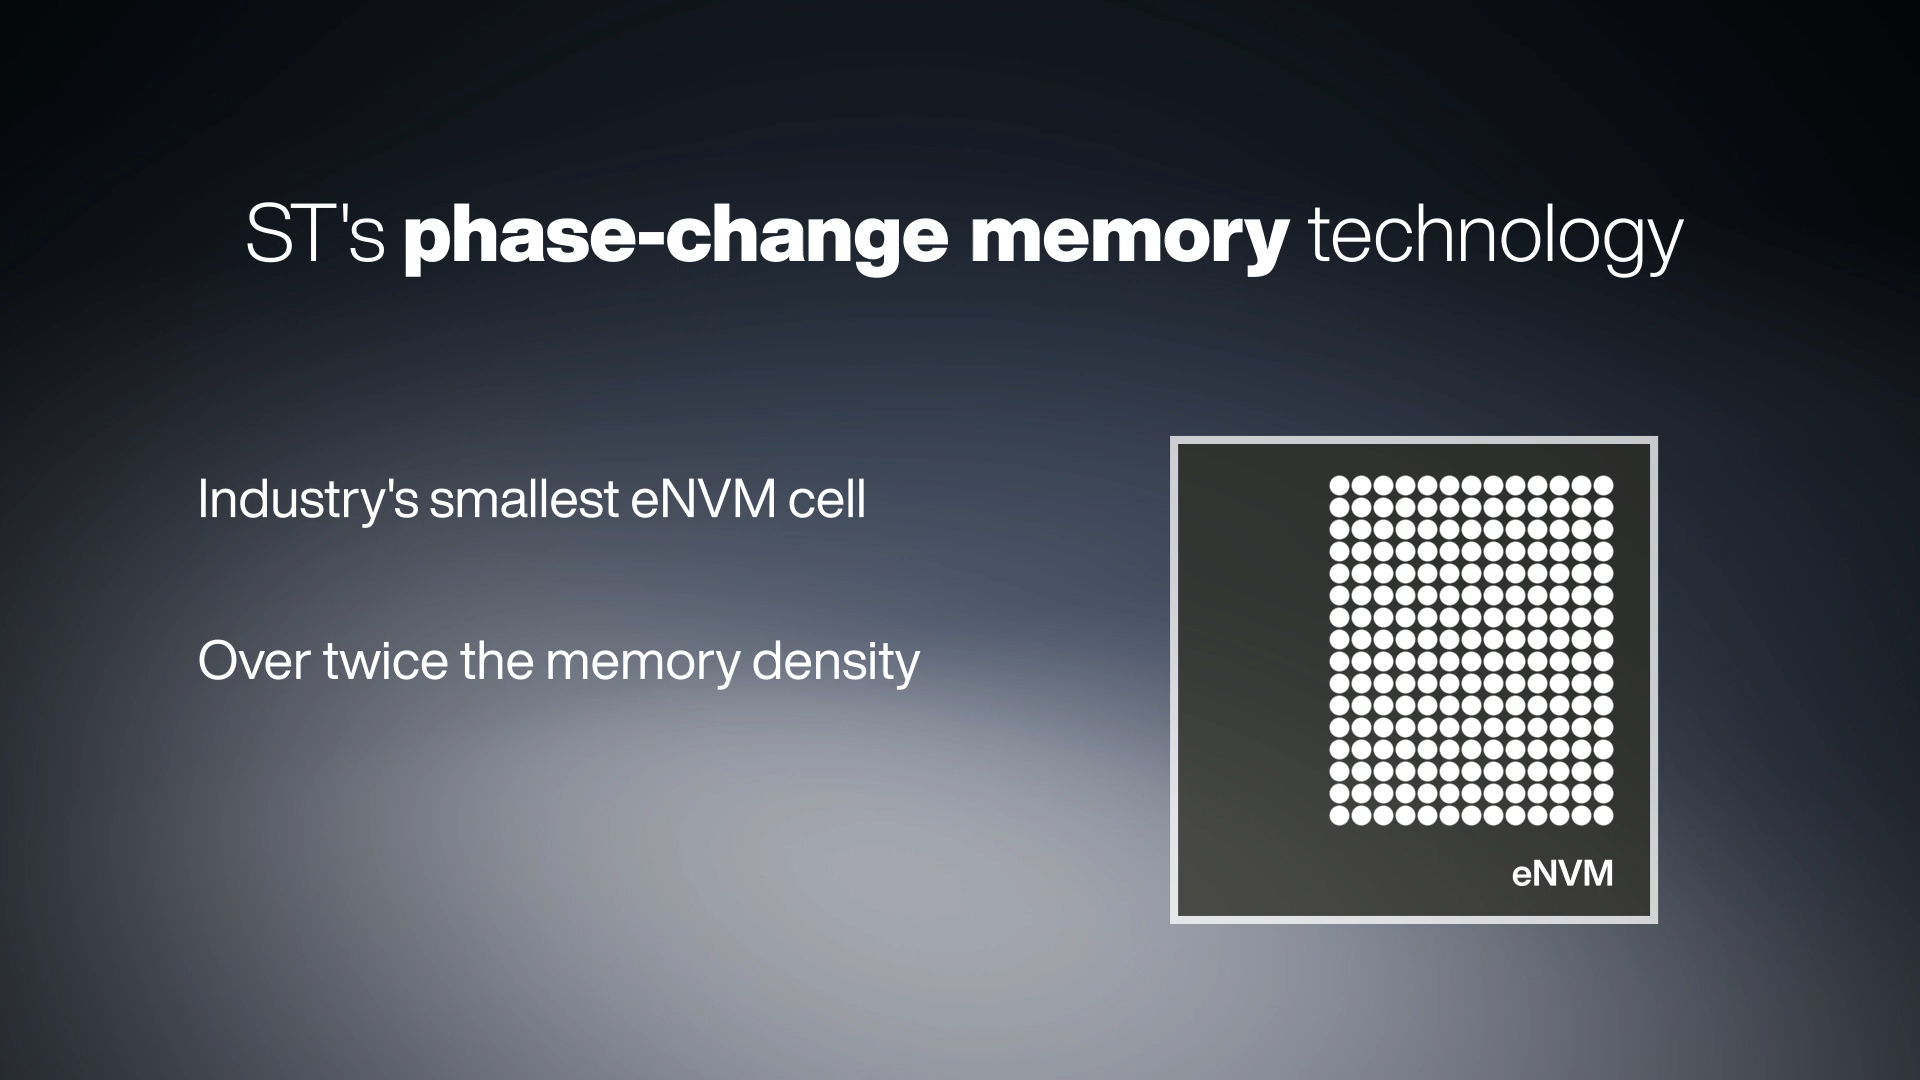 ST's phase-change memory technology
Industry's smallest eNVM cell
Over twice the memory density
eNVM